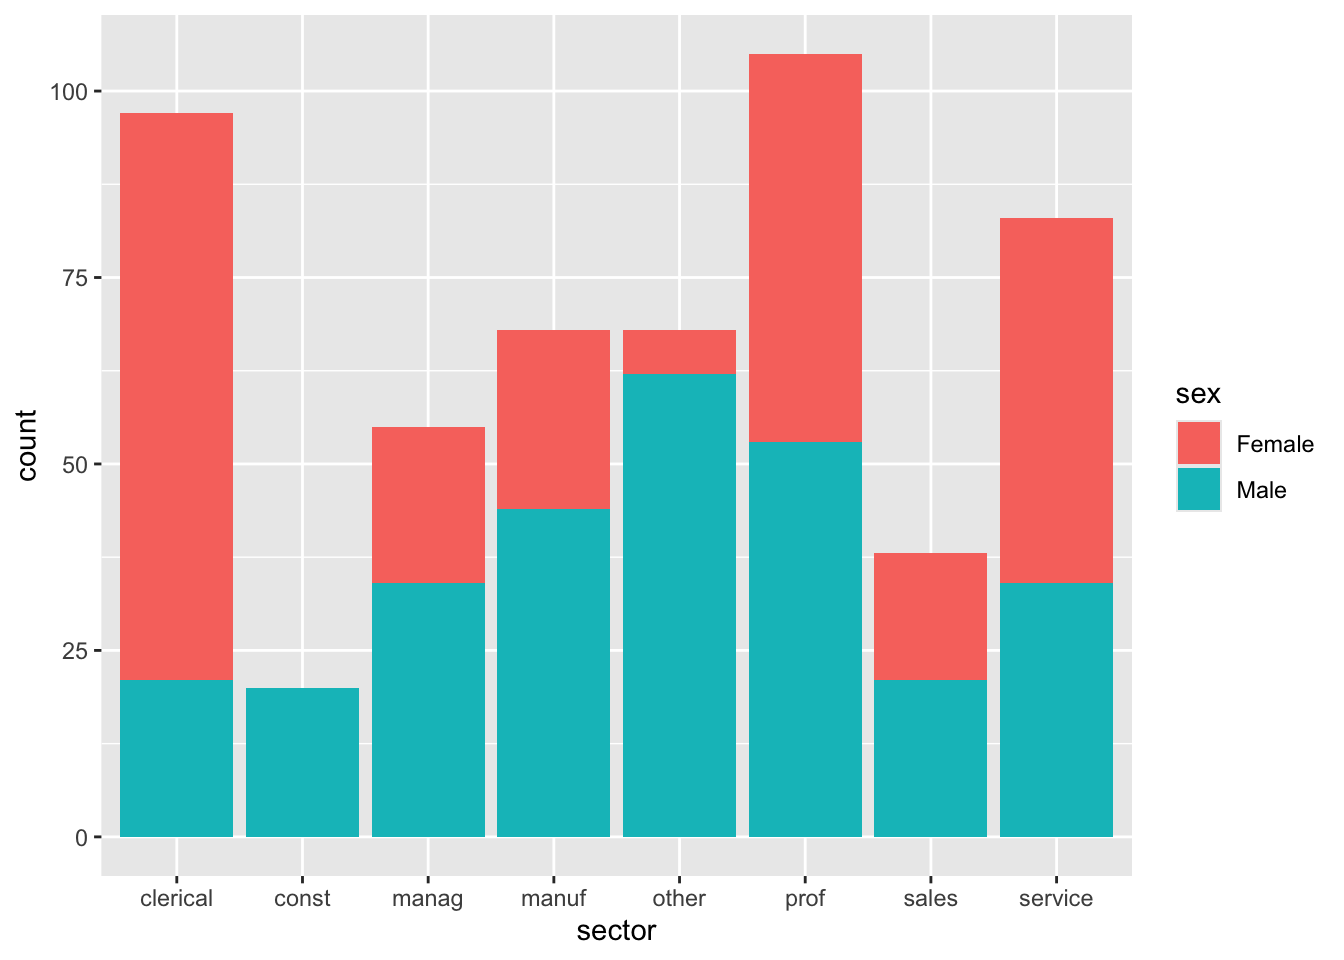 100
75
50
25
0
count
clerical const manag manuf other prof sales service
sector
sex
Female
Male